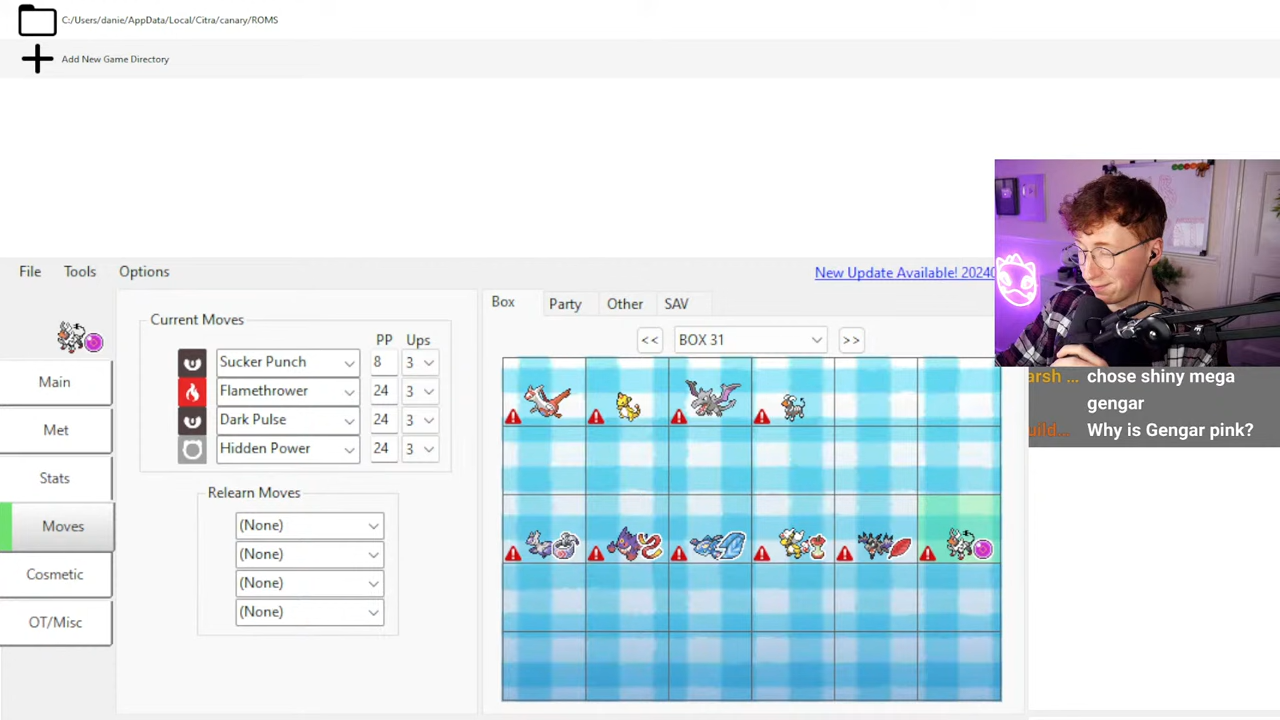 C:/Users/danie/AppData/Local/Citra/canary/ROMS
Add New Game Directory
File Tools Options
New Update Available! 20240
Main
Met
Stats
Moves
Cosmetic
OT/Misc
Current Moves
PP Ups
Sucker Punch 8 3
Flamethrower 24 3
Dark Pulse 24 3
Hidden Power 24 3
Relearn Moves
(None)
(None)
(None)
(None)
Box Party Other SAV
<< BOX 31 >>
arsh ... chose shiny mega
gengar
uild... Why is Gengar pink?